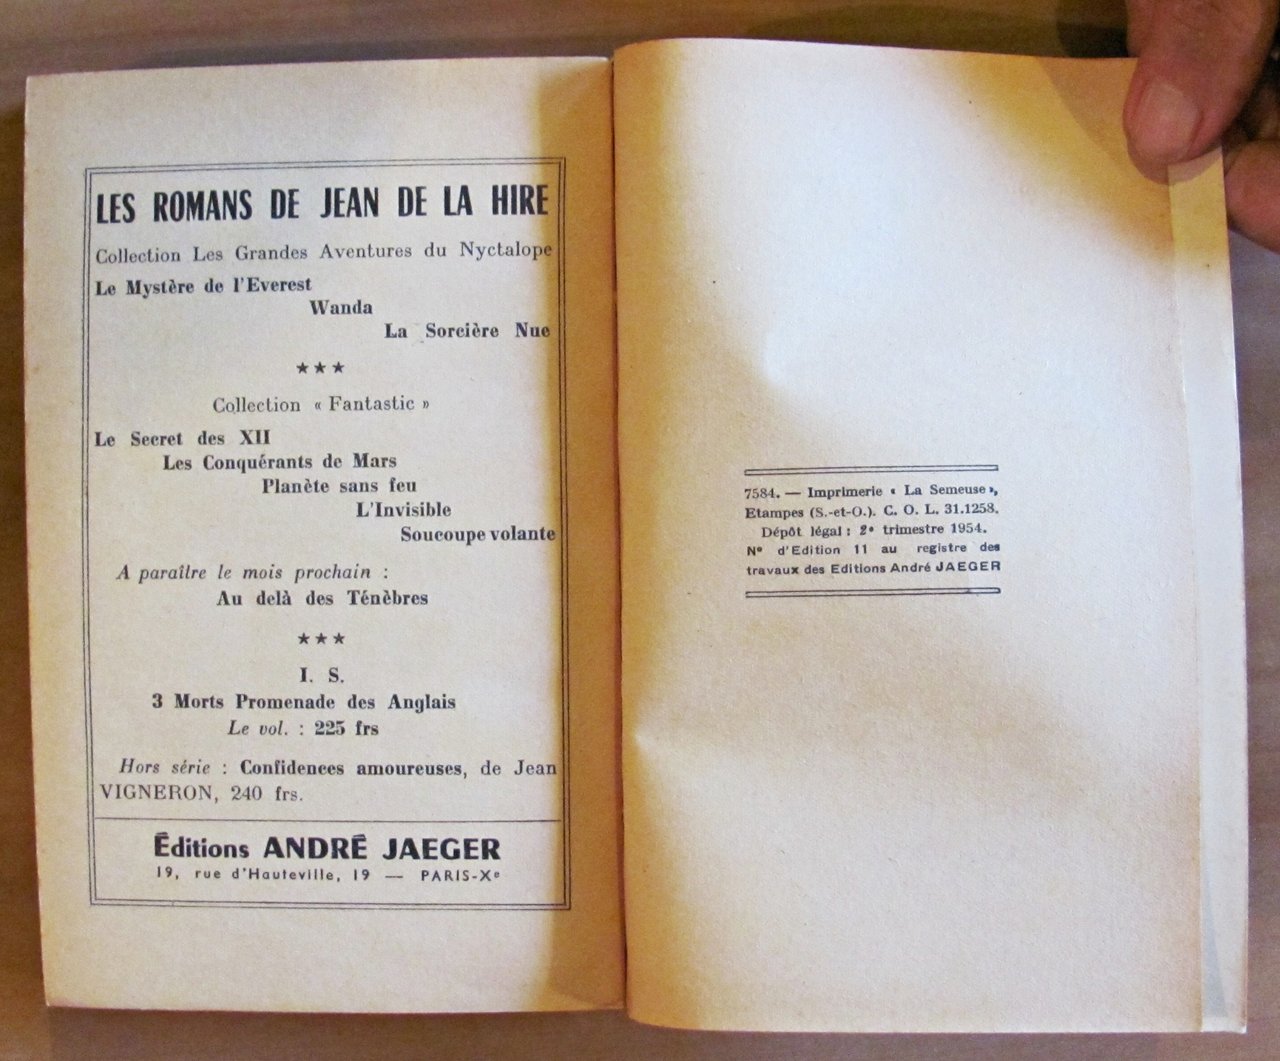 LES ROMANS DE JEAN DE LA HIRE
Collection Les Grandes Aventures du Nyctalope
Le Mystère de l'Everest
Wanda
La Sorcière Nue
★★★
Collection « Fantastic »
Le Secret des XII
Les Conquérants de Mars
Planète sans feu
L'Invisible
Soucoupe volante
A paraître le mois prochain :
Au delà des Ténèbres
★★★
I. S.
3 Morts Promenade des Anglais
Le vol. : 225 frs
Hors série : Confidences amoureuses, de Jean
VIGNERON, 240 frs.
Éditions ANDRÉ JAEGER
19, rue d'Hauteville, 19 — PARIS-Xe
7584. — Imprimerie « La Semeuse »,
Etampes (S.-et-O.). C. O. L. 31.1258.
Dépôt légal : 2e trimestre 1954.
N° d'Edition 11 au registre des
travaux des Editions André JAEGER